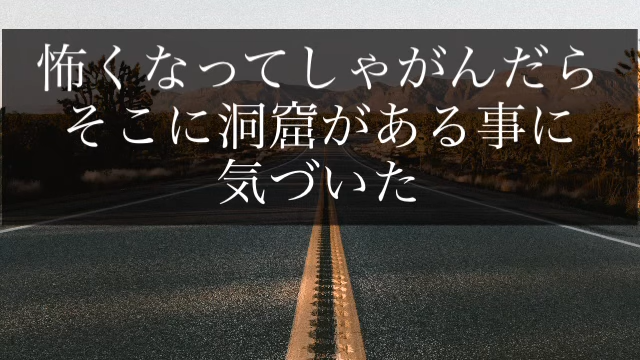 怖くなってしゃがんだら
そこに洞窟がある事に
気づいた